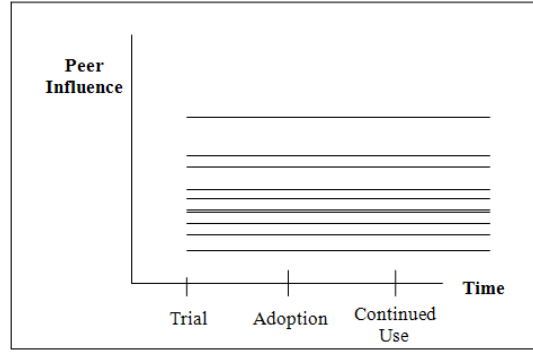 Peer
Influence
Time
Trial
Adoption
Continued
Use